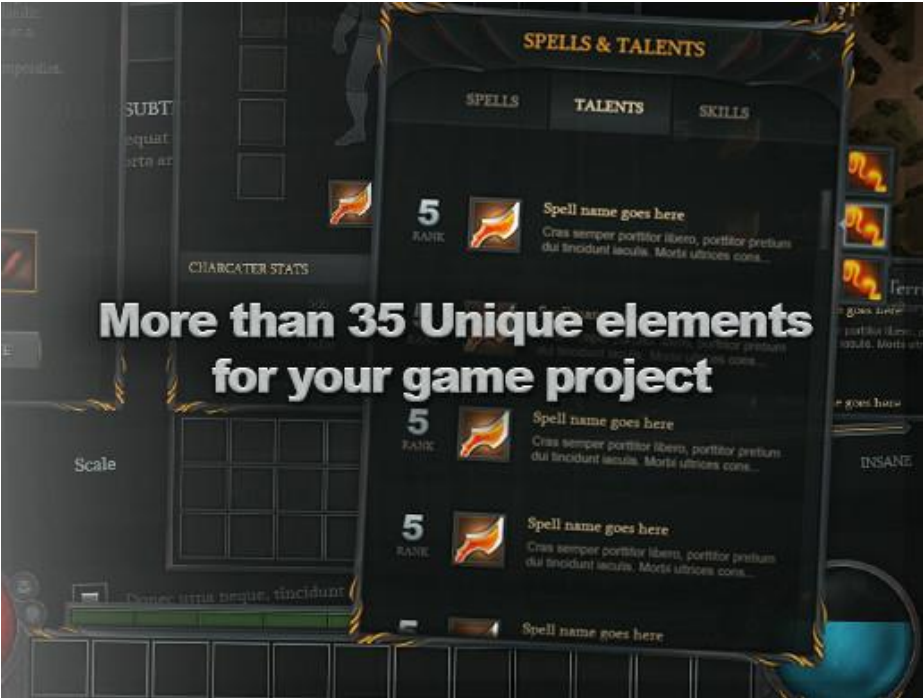 SPELLS & TALENTS
SPELLS
TALENTS
SKILLS
5
RANK
Spell name goes here
Cras semper porttitor libero, porttitor pretium
dui tincidunt iaculis. Morbi ultrices cons...
CHARCATER STATS
More than 35 Unique elements
for your game project
5
RANK
Spell name goes here
Cras semper porttitor libero, porttitor pretium
dui tincidunt iaculis. Morbi ultrices cons...
Scale
INSANE
5
RANK
Spell name goes here
Cras semper porttitor libero, porttitor pretium
dui tincidunt iaculis. Morbi ultrices cons...
Donec urna neque, tincidunt
5
Spell name goes here